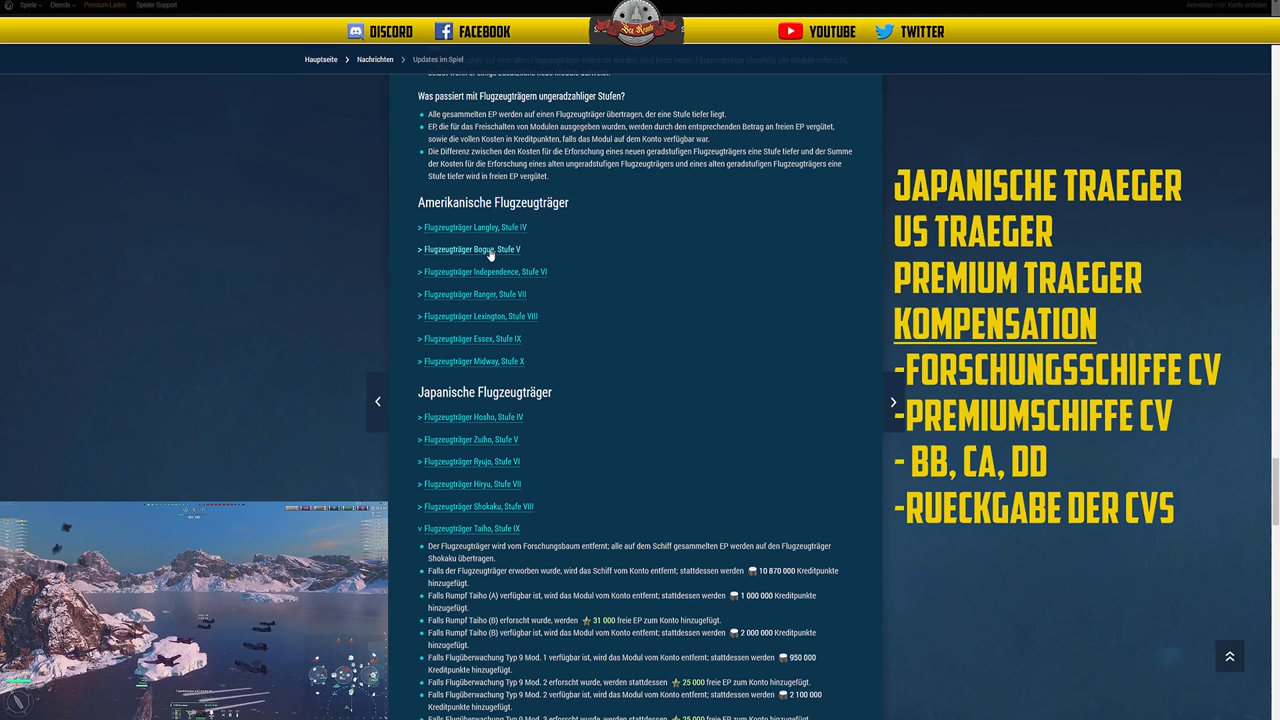 Spiele
Dienste
Premium-Laden
Spieler Support
Anmelden oder Konto erstellen
DISCORD
FACEBOOK
YOUTUBE
TWITTER
Hauptseite
Nachrichten
Updates im Spiel
Was passiert mit Flugzeugträgern ungeradzahliger Stufen?
Alle gesammelten EP werden auf einen Flugzeugträger übertragen, der eine Stufe tiefer liegt.
EP, die für das Freischalten von Modulen ausgegeben wurden, werden durch den entsprechenden Betrag an freien EP vergütet,
sowie die vollen Kosten in Kreditpunkten, falls das Modul auf dem Konto verfügbar war.
Die Differenz zwischen den Kosten für die Erforschung eines neuen geradstufigen Flugzeugträgers eine Stufe tiefer und der Summe
der Kosten für die Erforschung eines alten ungeradstufigen Flugzeugträgers und eines alten geradstufigen Flugzeugträgers eine
Stufe tiefer wird in freien EP vergütet.
Amerikanische Flugzeugträger
> Flugzeugträger Langley, Stufe IV
> Flugzeugträger Bogue, Stufe V
> Flugzeugträger Independence, Stufe VI
> Flugzeugträger Ranger, Stufe VII
> Flugzeugträger Lexington, Stufe VIII
> Flugzeugträger Essex, Stufe IX
> Flugzeugträger Midway, Stufe X
Japanische Flugzeugträger
> Flugzeugträger Hosho, Stufe IV
> Flugzeugträger Zuiho, Stufe V
> Flugzeugträger Ryujo, Stufe VI
> Flugzeugträger Hiryu, Stufe VII
> Flugzeugträger Shokaku, Stufe VIII
v Flugzeugträger Taiho, Stufe IX
Der Flugzeugträger wird vom Forschungsbaum entfernt; alle auf dem Schiff gesammelten EP werden auf den Flugzeugträger
Shokaku übertragen.
Falls der Flugzeugträger erworben wurde, wird das Schiff vom Konto entfernt; stattdessen werden 10 870 000 Kreditpunkte
hinzugefügt.
Falls Rumpf Taiho (A) verfügbar ist, wird das Modul vom Konto entfernt; stattdessen werden 1 000 000 Kreditpunkte
hinzugefügt.
Falls Rumpf Taiho (B) erforscht wurde, werden 31 000 freie EP zum Konto hinzugefügt.
Falls Rumpf Taiho (B) verfügbar ist, wird das Modul vom Konto entfernt; stattdessen werden 2 000 000 Kreditpunkte
hinzugefügt.
Falls Flugüberwachung Typ 9 Mod. 1 verfügbar ist, wird das Modul vom Konto entfernt; stattdessen werden 950 000
Kreditpunkte hinzugefügt.
Falls Flugüberwachung Typ 9 Mod. 2 erforscht wurde, werden stattdessen 25 000 freie EP zum Konto hinzugefügt.
Falls Flugüberwachung Typ 9 Mod. 2 verfügbar ist, wird das Modul vom Konto entfernt; stattdessen werden 2 100 000
Kreditpunkte hinzugefügt.
JAPANISCHE TRAEGER
US TRAEGER
PREMIUM TRAEGER
KOMPENSATION
-FORSCHUNGSSCHIFFE CV
-PREMIUMSCHIFFE CV
- BB, CA, DD
-RUECKGABE DER CVS